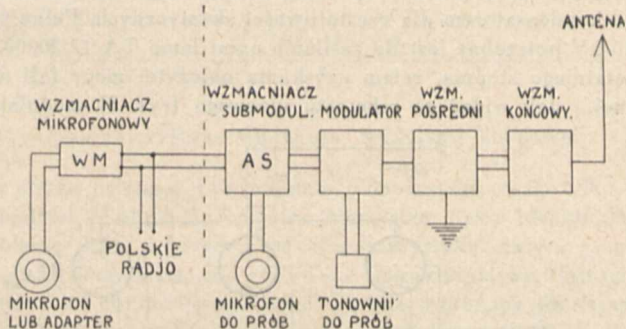 ANTENA
WZMACNIACZ
MIKROFONOWY
WZMACNIACZ
SUBMODUL.
MODULATOR
WZM.
POŚREDNI
WZM.
KOŃCOWY.
WM
AS
POLSKIE
RADJO
MIKROFON
LUB ADAPTER
MIKROFON
DO PRÓB
TONOWNI
DO PRÓB